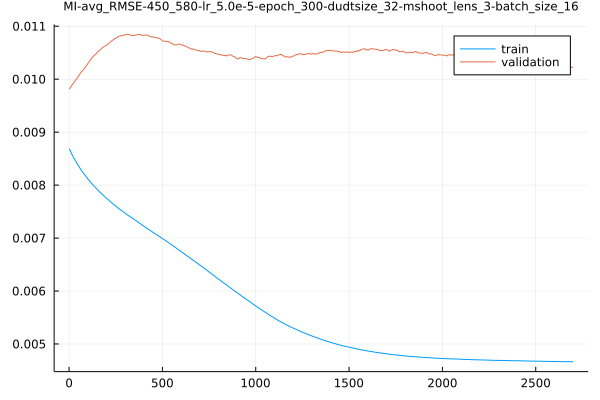 MI-avg_RMSE-450_580-lr_5.0e-5-epoch_300-dudtsize_32-mshoot_lens_3-batch_size_16
0.011
0.010
0.009
0.008
0.007
0.006
0.005
train
validation
0 500 1000 1500 2000 2500